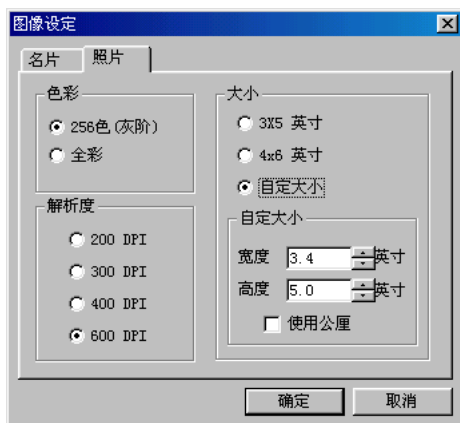 图像设定
名片 照片
色彩
256色(灰阶)
全彩
解析度
200 DPI
300 DPI
400 DPI
600 DPI
大小
3X5 英寸
4x6 英寸
自定大小
自定大小
宽度 3.4 英寸
高度 5.0 英寸
使用公厘
确定 取消